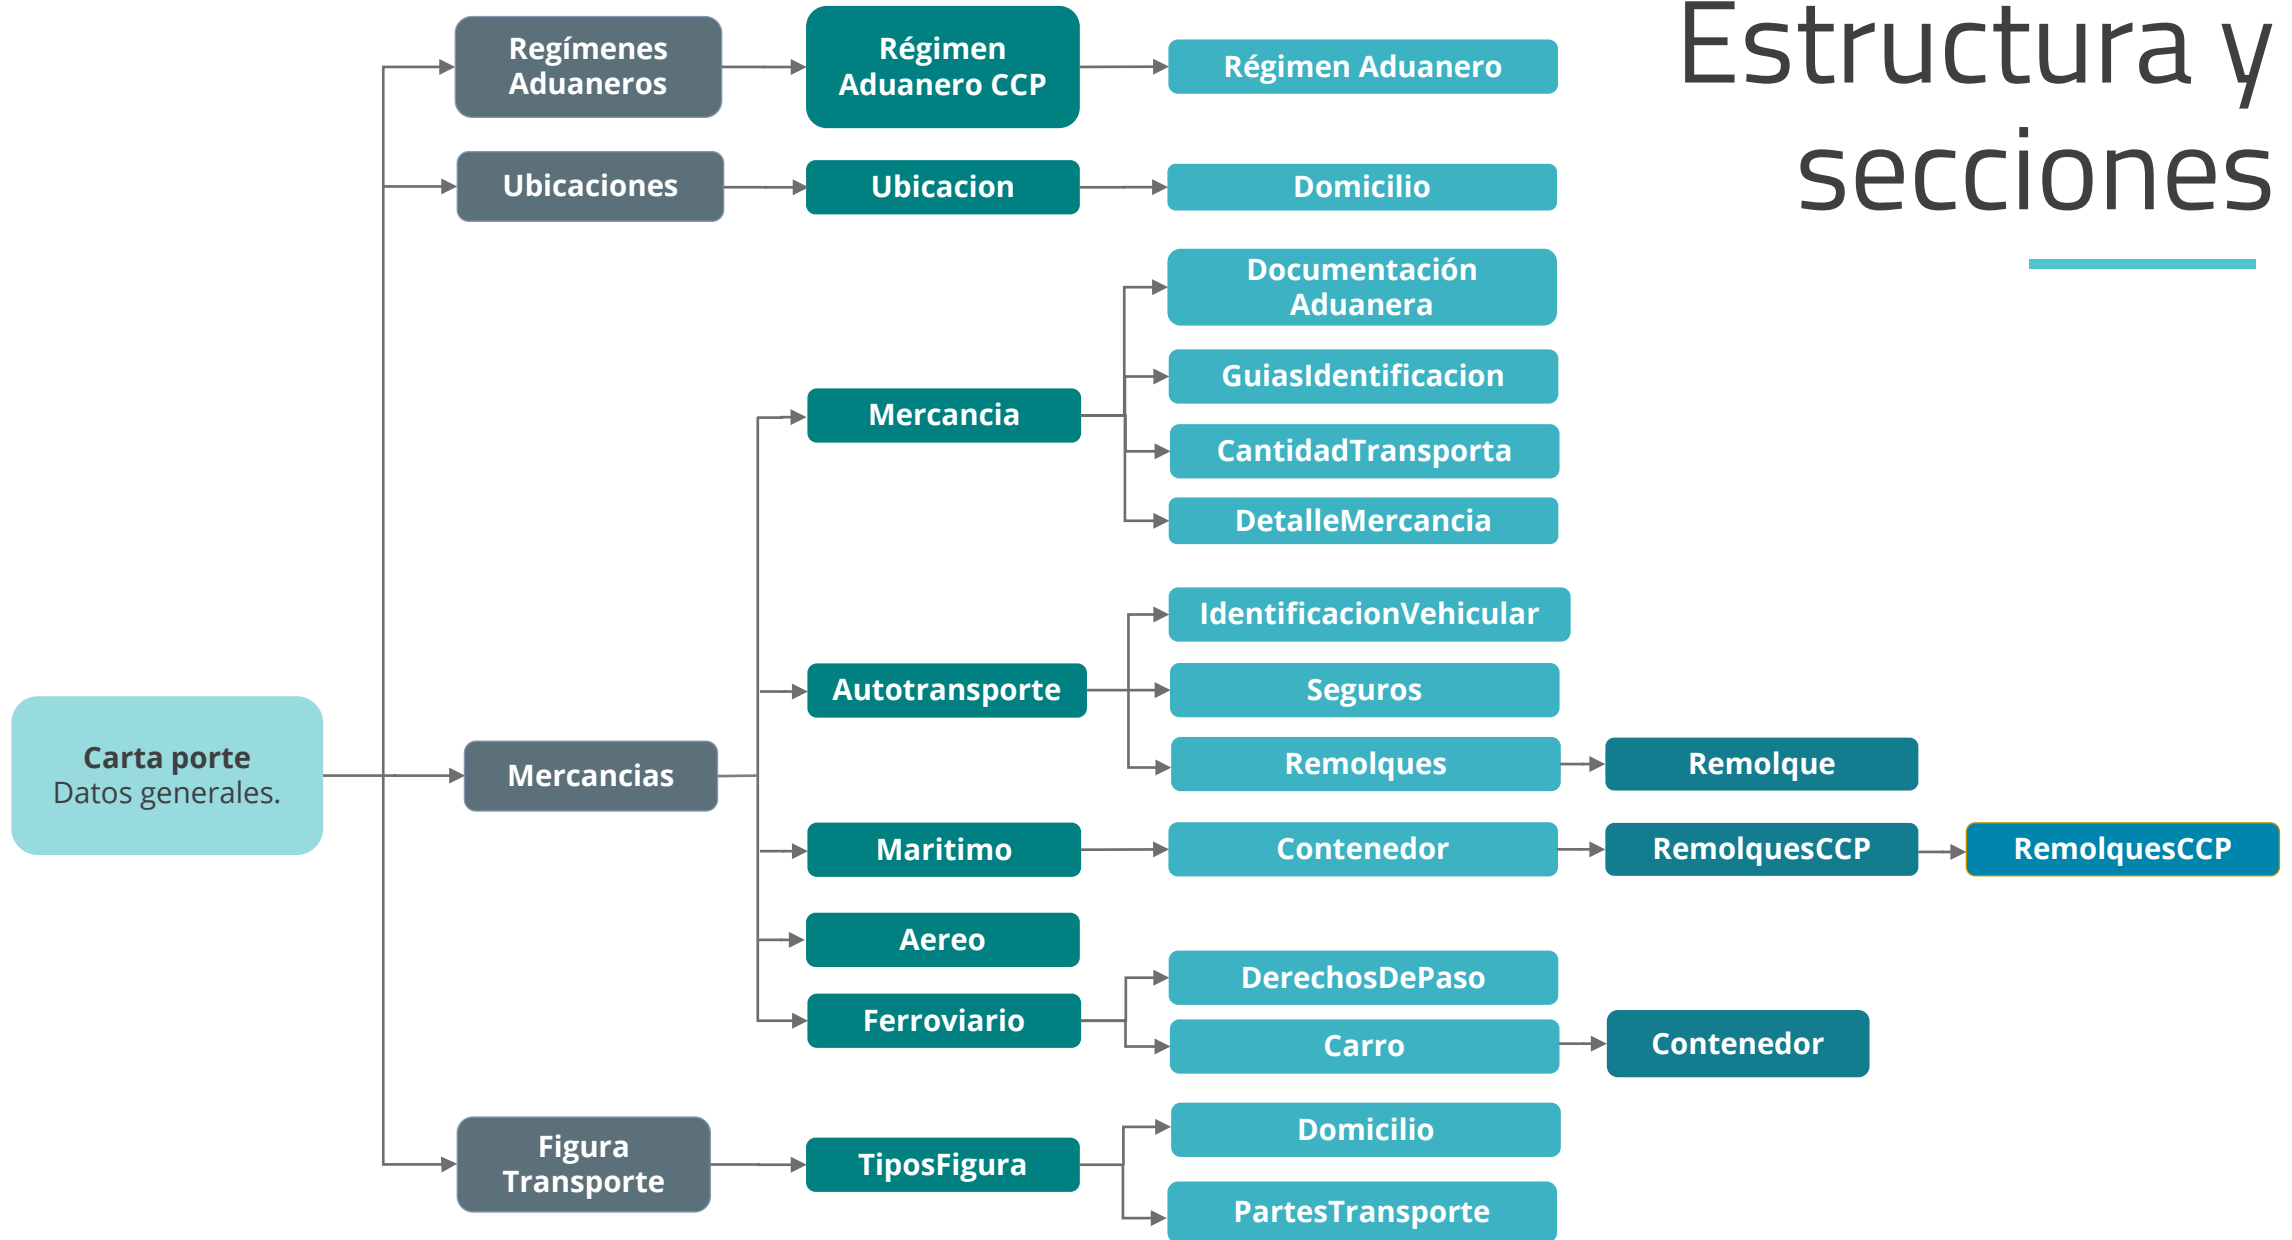 Estructura y
secciones
Carta porte
Datos generales.
Regímenes
Aduaneros
Régimen
Aduanero CCP
Régimen Aduanero
Ubicaciones
Ubicacion
Domicilio
Mercancias
Mercancia
Documentación
Aduanera
GuiasIdentificacion
CantidadTransporta
DetalleMercancia
Autotransporte
IdentificacionVehicular
Seguros
Remolques
Remolque
Maritimo
Contenedor
RemolquesCCP
RemolquesCCP
Aereo
Ferroviario
DerechosDePaso
Carro
Contenedor
Figura
Transporte
TiposFigura
Domicilio
PartesTransporte